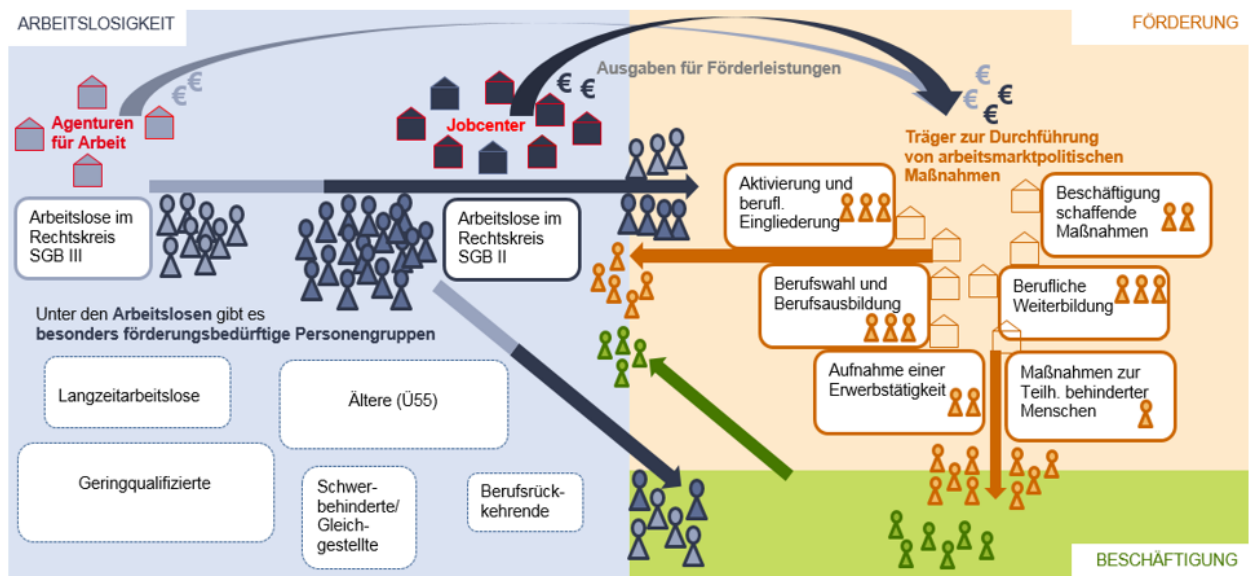 ARBEITSLOSIGKEIT
FÖRDERUNG
Ausgaben für Förderleistungen
€
€
€ €
€
€
€
Agenturen
für Arbeit
Jobcenter
Träger zur Durchführung
von arbeitsmarktpolitischen
Maßnahmen
Arbeitslose im
Rechtskreis
SGB III
Arbeitslose im
Rechtskreis
SGB II
Aktivierung und
berufl.
Eingliederung
Beschäftigung
schaffende
Maßnahmen
Berufswahl und
Berufsausbildung
Berufliche
Weiterbildung
Aufnahme einer
Erwerbstätigkeit
Maßnahmen zur
Teilh. behinderter
Menschen
Unter den Arbeitslosen gibt es
besonders förderungsbedürftige Personengruppen
Langzeitarbeitslose
Ältere (Ü55)
Geringqualifizierte
Schwer-
behinderte/
Gleich-
gestellte
Berufsrück-
kehrende
BESCHÄFTIGUNG